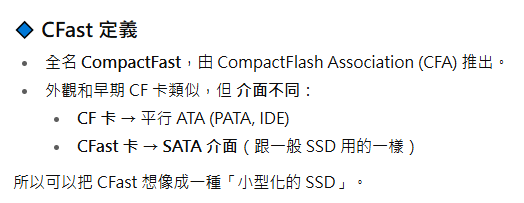 🔷 CFast 定義
• 全名 CompactFast，由 CompactFlash Association (CFA) 推出。
• 外觀和早期 CF 卡類似，但 介面不同：
• CF 卡 → 平行 ATA (PATA, IDE)
• CFast 卡 → SATA 介面（跟一般 SSD 用的一樣）
所以可以把 CFast 想像成一種「小型化的 SSD」。